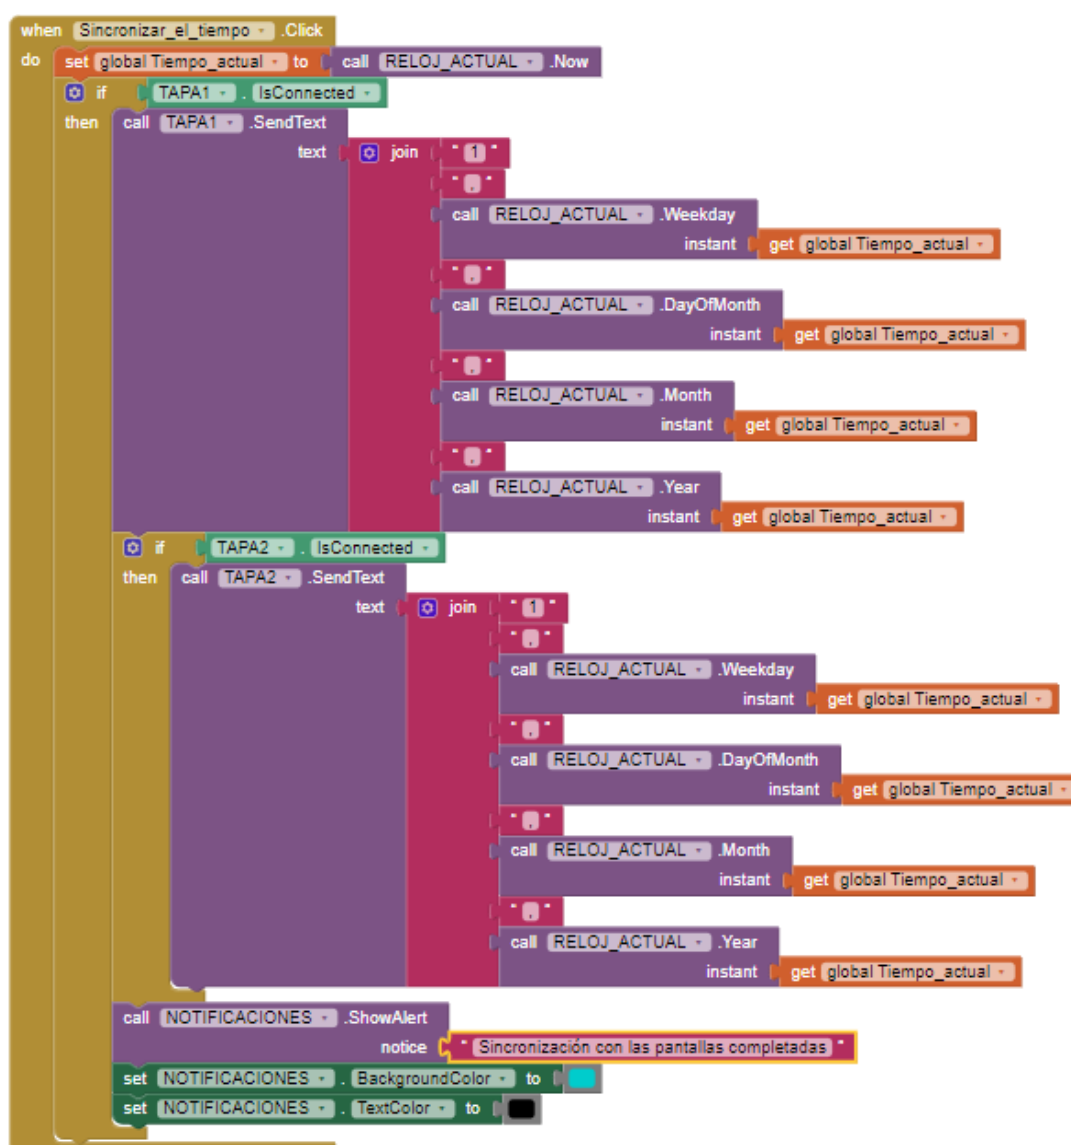 when Sincronizar_el_tiempo .Click
do set global Tiempo_actual to call RELOJ_ACTUAL .Now
if TAPA1 . IsConnected
then call TAPA1 .SendText
text join " 1 "
" , "
call RELOJ_ACTUAL .Weekday
instant get global Tiempo_actual
" , "
call RELOJ_ACTUAL .DayOfMonth
instant get global Tiempo_actual
" , "
call RELOJ_ACTUAL .Month
instant get global Tiempo_actual
" , "
call RELOJ_ACTUAL .Year
instant get global Tiempo_actual
if TAPA2 . IsConnected
then call TAPA2 .SendText
text join " 1 "
" , "
call RELOJ_ACTUAL .Weekday
instant get global Tiempo_actual
" , "
call RELOJ_ACTUAL .DayOfMonth
instant get global Tiempo_actual
" , "
call RELOJ_ACTUAL .Month
instant get global Tiempo_actual
" , "
call RELOJ_ACTUAL .Year
instant get global Tiempo_actual
call NOTIFICACIONES .ShowAlert
notice " Sincronización con las pantallas completadas "
set NOTIFICACIONES . BackgroundColor to
set NOTIFICACIONES . TextColor to